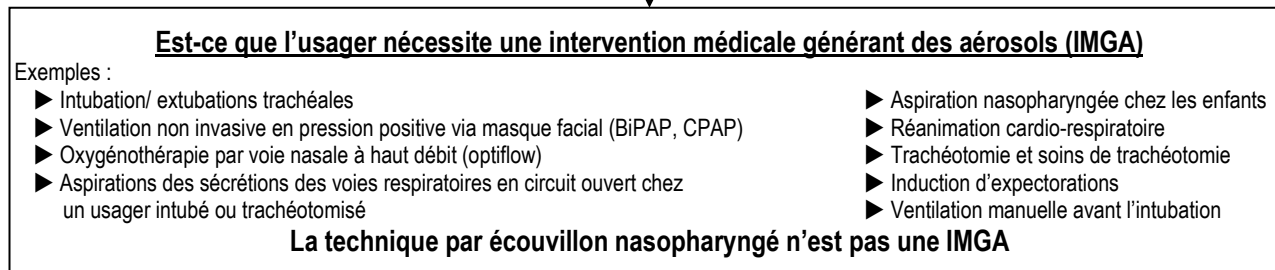 Est-ce que l’usager nécessite une intervention médicale générant des aérosols (IMGA)
Exemples :
▶ Intubation/ extubations trachéales
▶ Ventilation non invasive en pression positive via masque facial (BiPAP, CPAP)
▶ Oxygénothérapie par voie nasale à haut débit (optiflow)
▶ Aspirations des sécrétions des voies respiratoires en circuit ouvert chez
un usager intubé ou trachéotomisé
▶ Aspiration nasopharyngée chez les enfants
▶ Réanimation cardio-respiratoire
▶ Trachéotomie et soins de trachéotomie
▶ Induction d’expectorations
▶ Ventilation manuelle avant l’intubation
La technique par écouvillon nasopharyngé n’est pas une IMGA